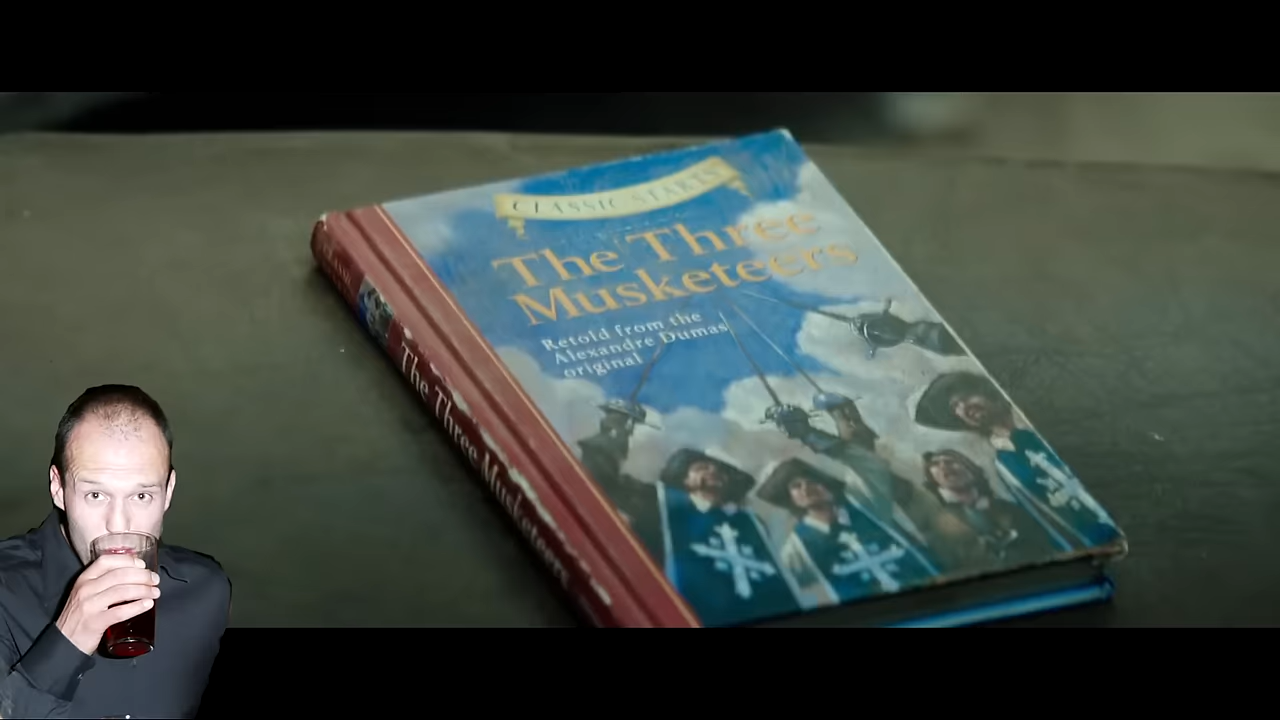 CLASSIC STARTS
The Three
Musketeers
Retold from the
Alexandre Dumas
original
The Three Musketeers